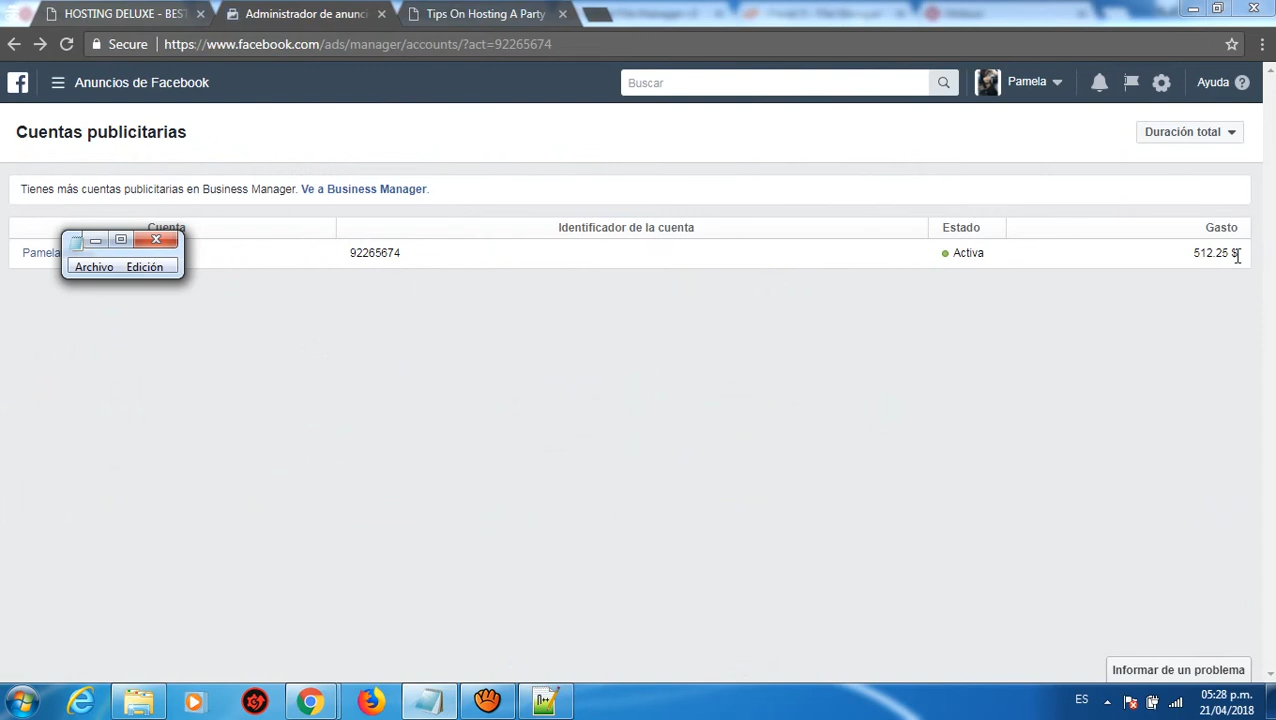 HOSTING DELUXE - BEST
Administrador de anunci
Tips On Hosting A Party
Secure https://www.facebook.com/ads/manager/accounts/?act=92265674
Anuncios de Facebook
Buscar
Pamela
Ayuda
Cuentas publicitarias
Duración total
Tienes más cuentas publicitarias en Business Manager. Ve a Business Manager.
Cuenta Identificador de la cuenta Estado Gasto
Pamela 92265674 Activa 512.25 $
Archivo Edición
Informar de un problema
ES
05:28 p.m.
21/04/2018